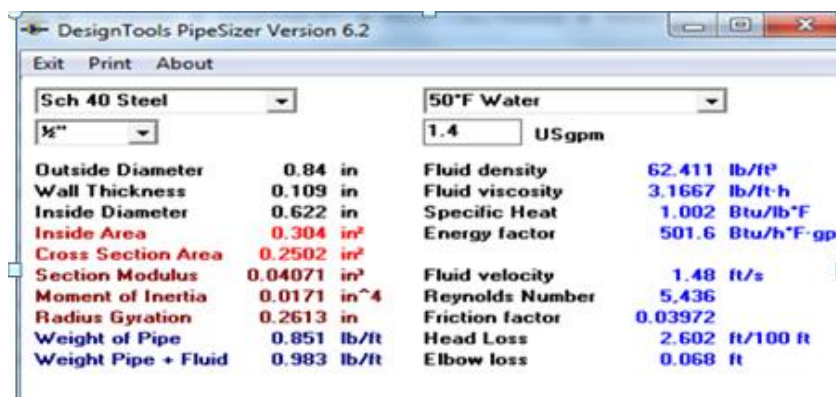 DesignTools PipeSizer Version 6.2
Exit Print About
Sch 40 Steel 50°F Water
½" 1.4 USgpm
Outside Diameter 0.84 in Fluid density 62.411 lb/ft³
Wall Thickness 0.109 in Fluid viscosity 3.1667 lb/ft·h
Inside Diameter 0.622 in Specific Heat 1.002 Btu/lb°F
Inside Area 0.304 in² Energy factor 501.6 Btu/h°F·gp
Cross Section Area 0.2502 in²
Section Modulus 0.04071 in³ Fluid velocity 1.48 ft/s
Moment of Inertia 0.0171 in^4 Reynolds Number 5,436
Radius Gyration 0.2613 in Friction factor 0.03972
Weight of Pipe 0.851 lb/ft Head Loss 2.602 ft/100 ft
Weight Pipe + Fluid 0.983 lb/ft Elbow loss 0.068 ft